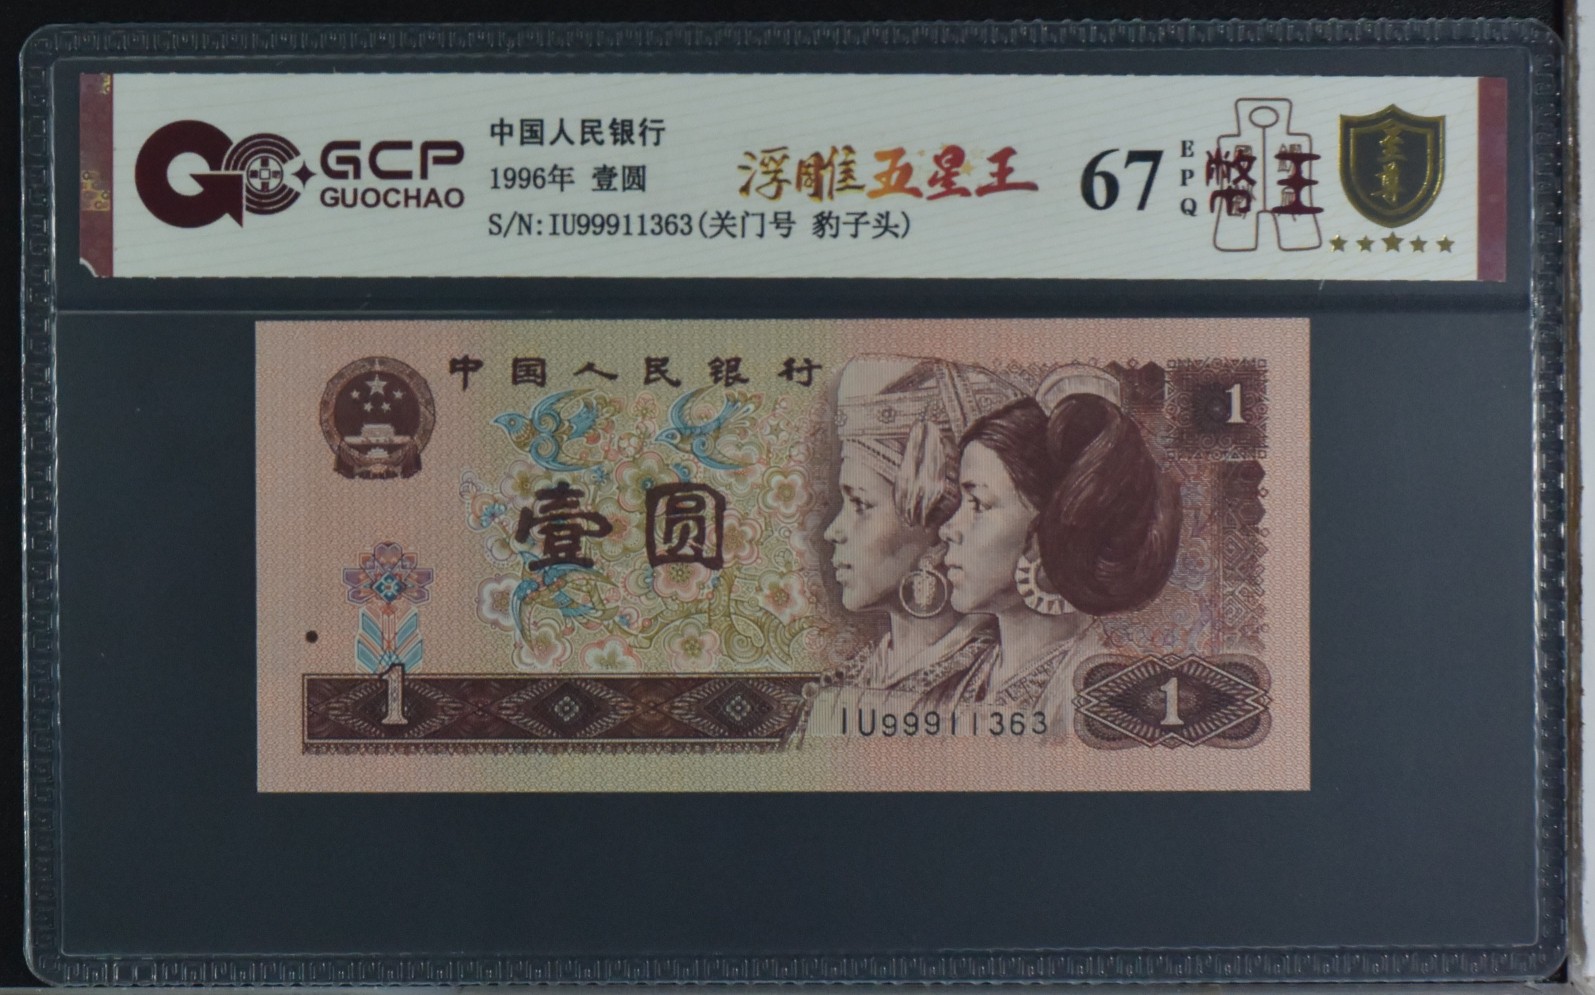 GCP
GUOCHAO
中国人民银行
1996年 壹圆
S/N:IU99911363(关门号 豹子头)
浮雕五星王
67
EPQ
至尊
中国人民银行
1
壹圆
1
IU99911363
1